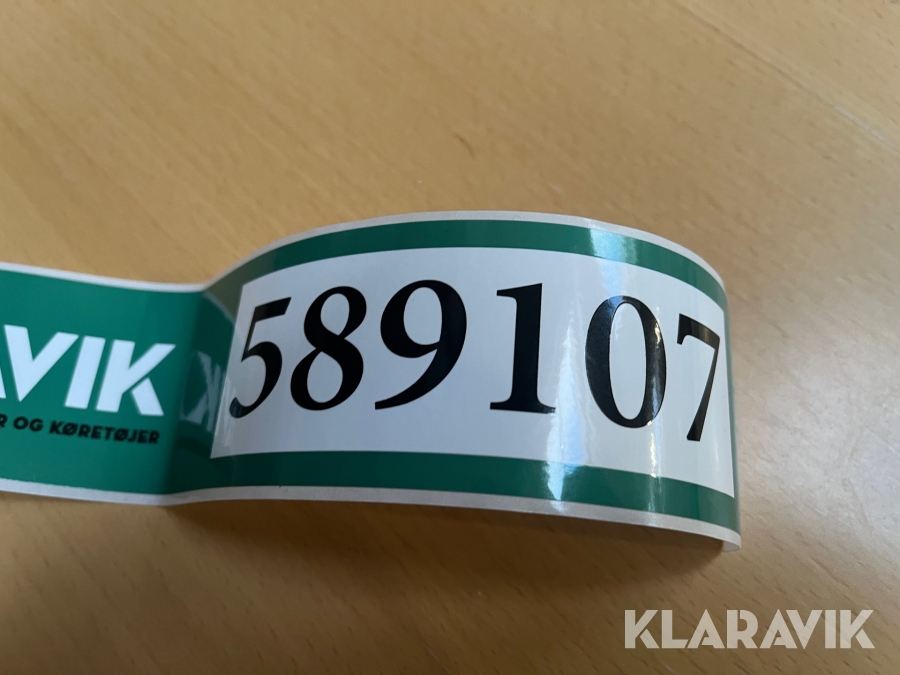 AVIK
R OG KØRETØJER
589107
KLARAVIK